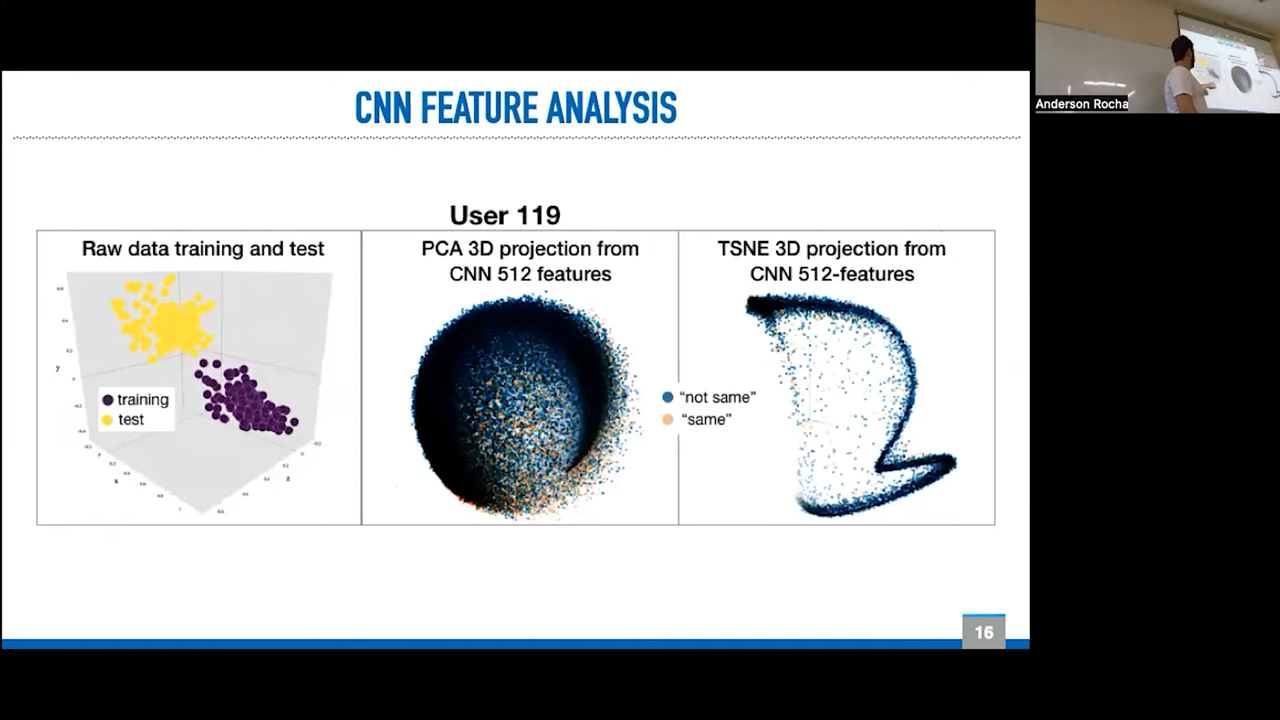 CNN FEATURE ANALYSIS
Anderson Rocha
User 119
Raw data training and test
training
test
y
x
z
PCA 3D projection from
CNN 512 features
"not same"
"same"
TSNE 3D projection from
CNN 512-features
16